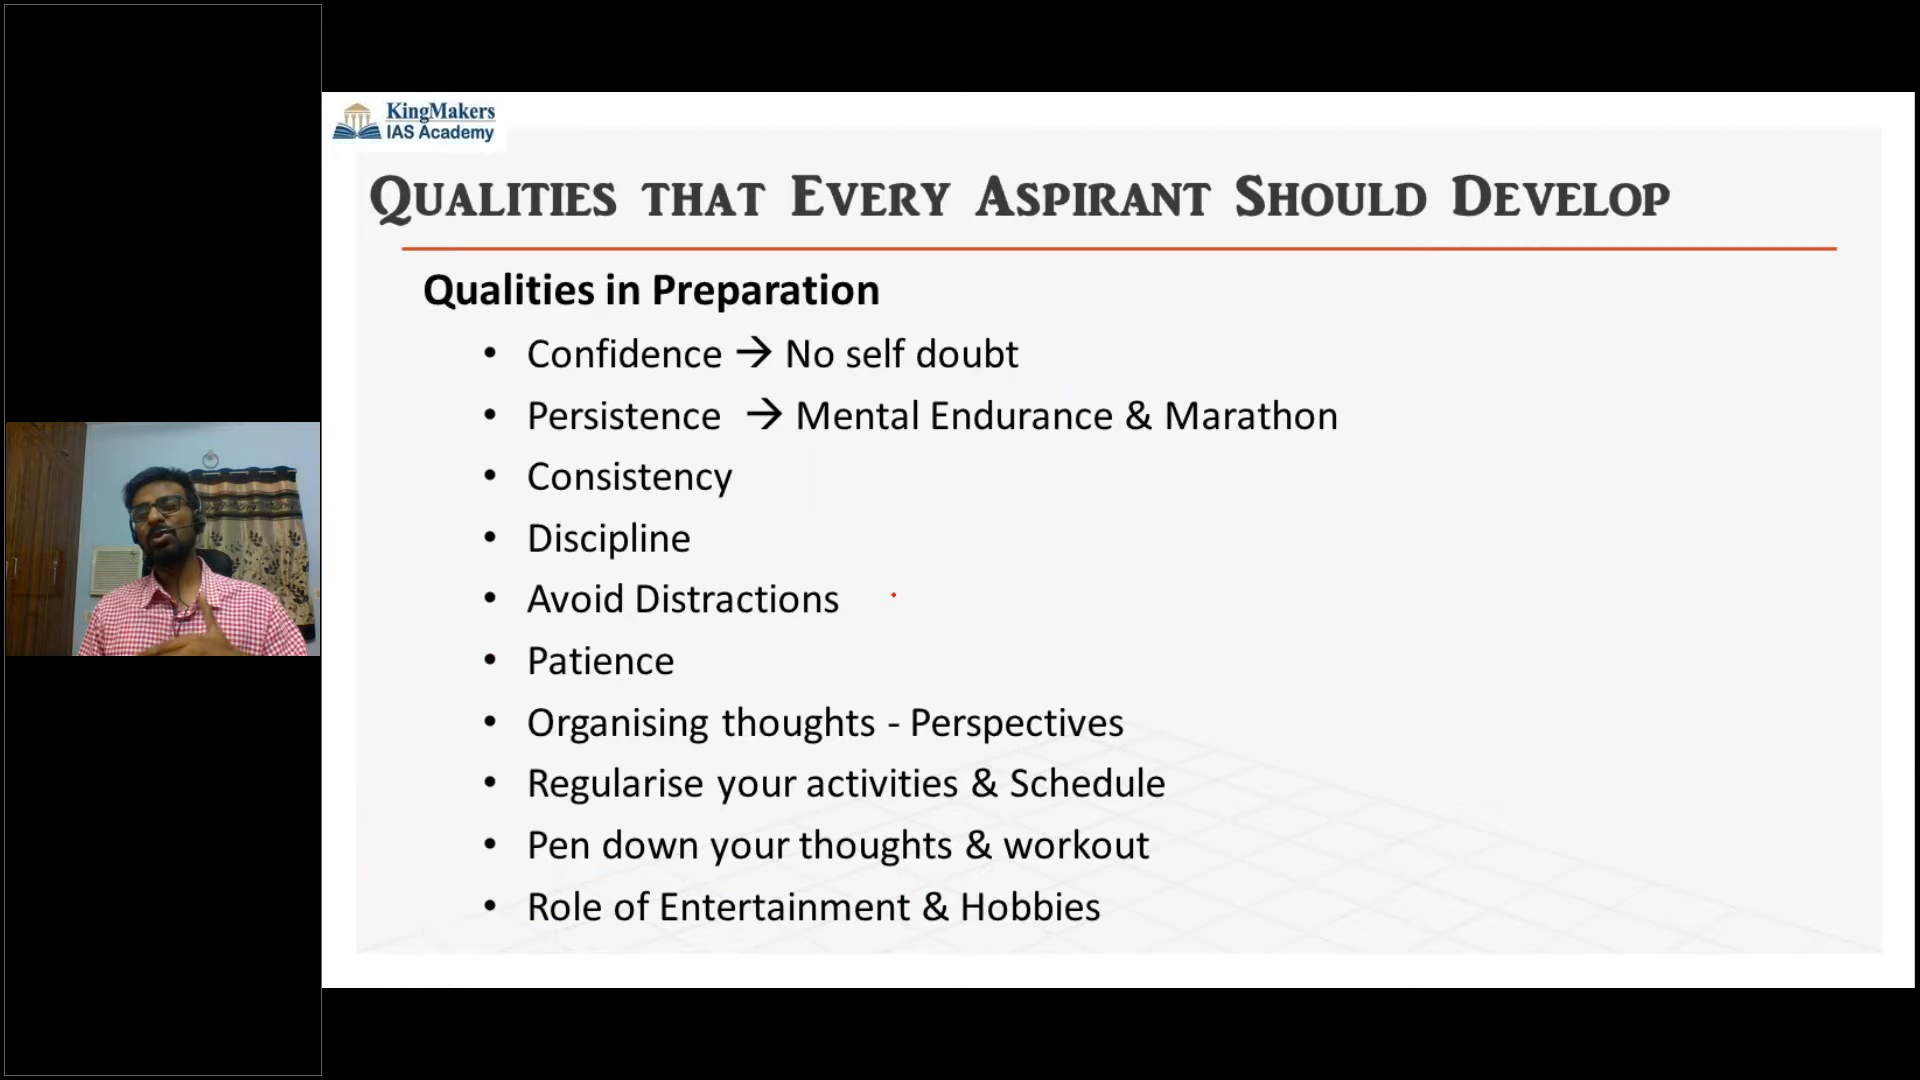 KingMakers
IAS Academy
Qualities that Every Aspirant Should Develop
Qualities in Preparation
• Confidence → No self doubt
• Persistence → Mental Endurance & Marathon
• Consistency
• Discipline
• Avoid Distractions
• Patience
• Organising thoughts - Perspectives
• Regularise your activities & Schedule
• Pen down your thoughts & workout
• Role of Entertainment & Hobbies